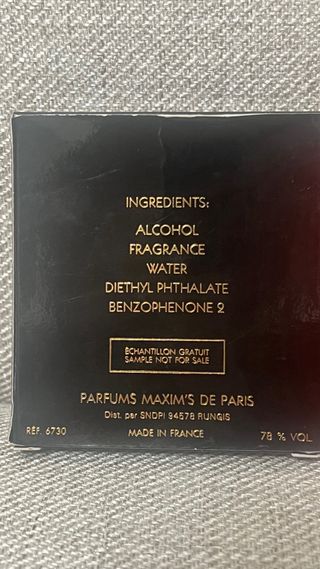 INGREDIENTS:
ALCOHOL
FRAGRANCE
WATER
DIETHYL PHTHALATE
BENZOPHENONE 2
ÉCHANTILLON GRATUIT
SAMPLE NOT FOR SALE
PARFUMS MAXIM'S DE PARIS
Dist. par SNDPI 94578 RUNGIS
RÉF. 6730 MADE IN FRANCE 78 % VOL